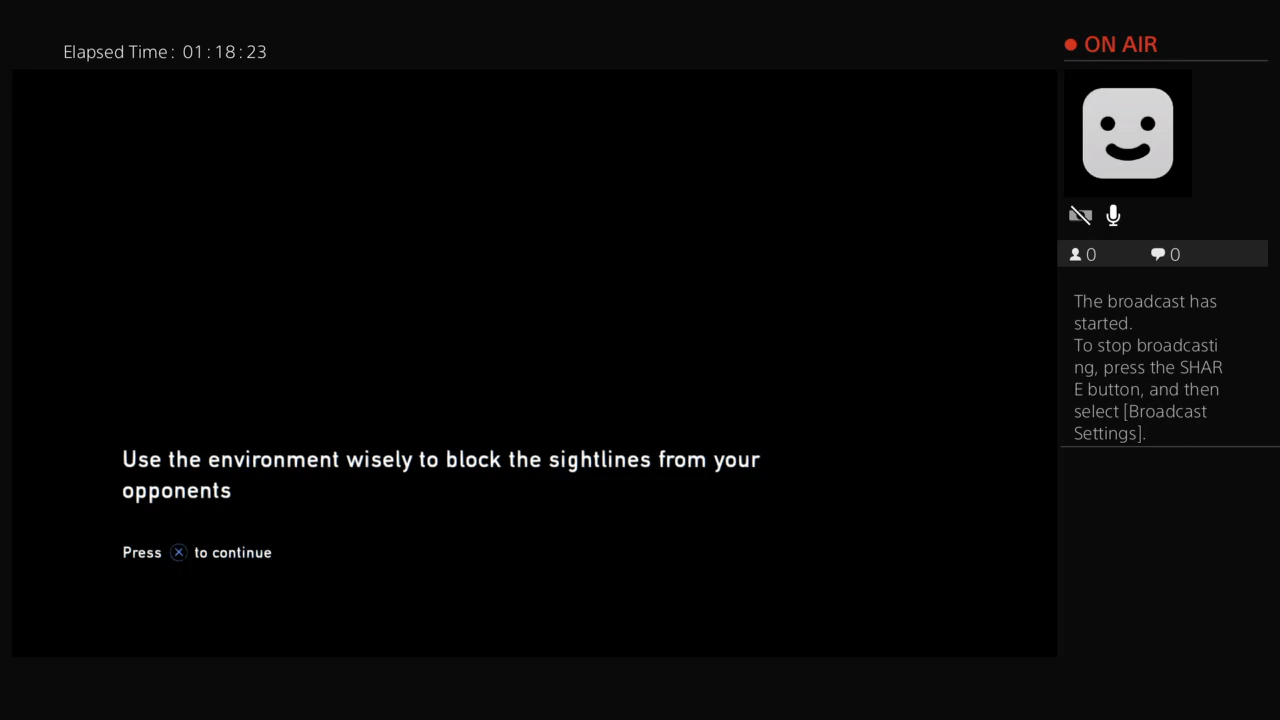 Elapsed Time: 01:18:23
ON AIR
0 0
The broadcast has
started.
To stop broadcasti
ng, press the SHAR
E button, and then
select [Broadcast
Settings].
Use the environment wisely to block the sightlines from your
opponents
Press to continue